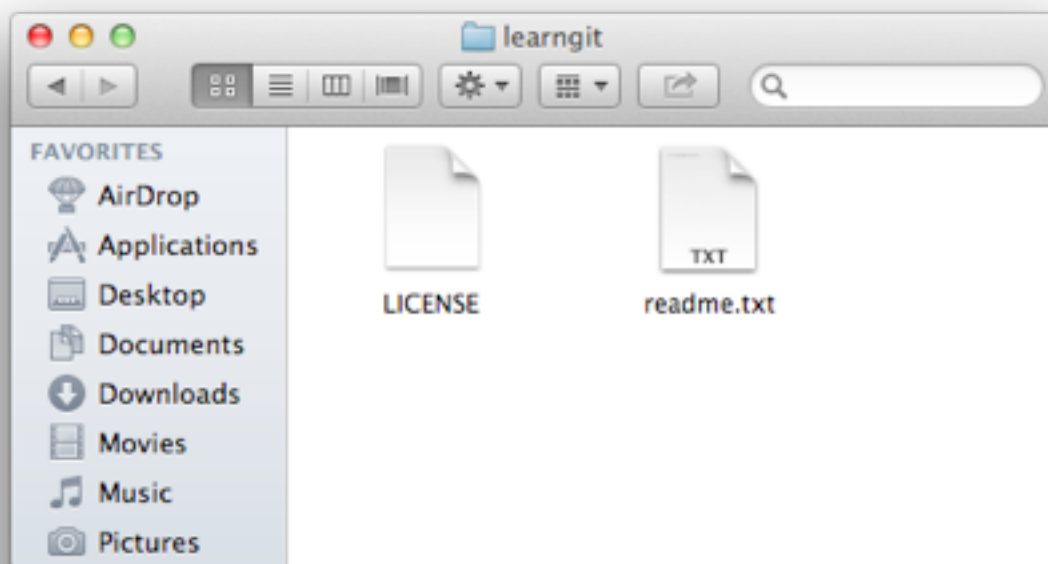 learngit
FAVORITES
AirDrop
Applications
Desktop
Documents
Downloads
Movies
Music
Pictures
TXT
LICENSE
readme.txt